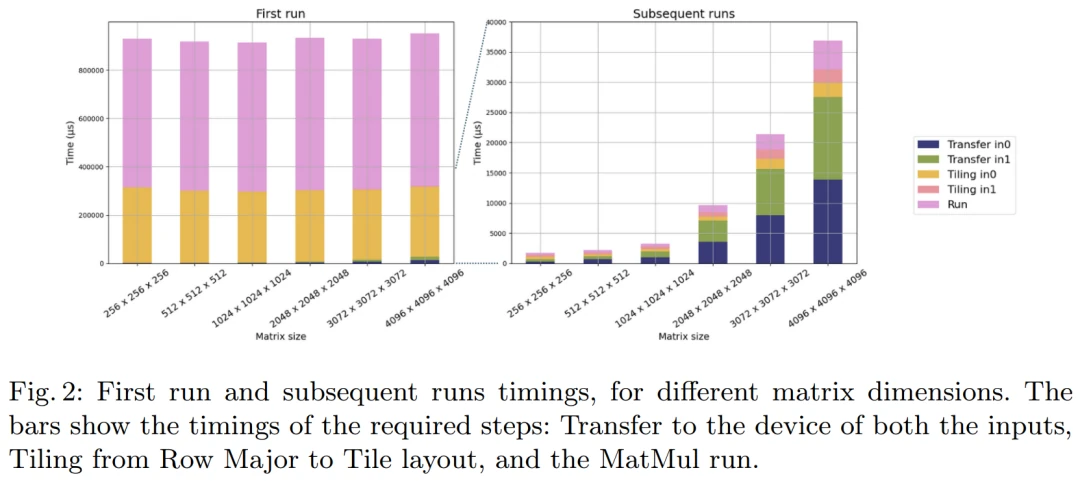 First run
Time (µs)
800000
600000
400000
200000
0
256 x 256 x 256
512 x 512 x 512
1024 x 1024 x 1024
2048 x 2048 x 2048
3072 x 3072 x 3072
4096 x 4096 x 4096
Matrix size
Subsequent runs
Time (µs)
40000
35000
30000
25000
20000
15000
10000
5000
0
256 x 256 x 256
512 x 512 x 512
1024 x 1024 x 1024
2048 x 2048 x 2048
3072 x 3072 x 3072
4096 x 4096 x 4096
Matrix size
Transfer in0
Transfer in1
Tiling in0
Tiling in1
Run
Fig. 2: First run and subsequent runs timings, for different matrix dimensions. The
bars show the timings of the required steps: Transfer to the device of both the inputs,
Tiling from Row Major to Tile layout, and the MatMul run.